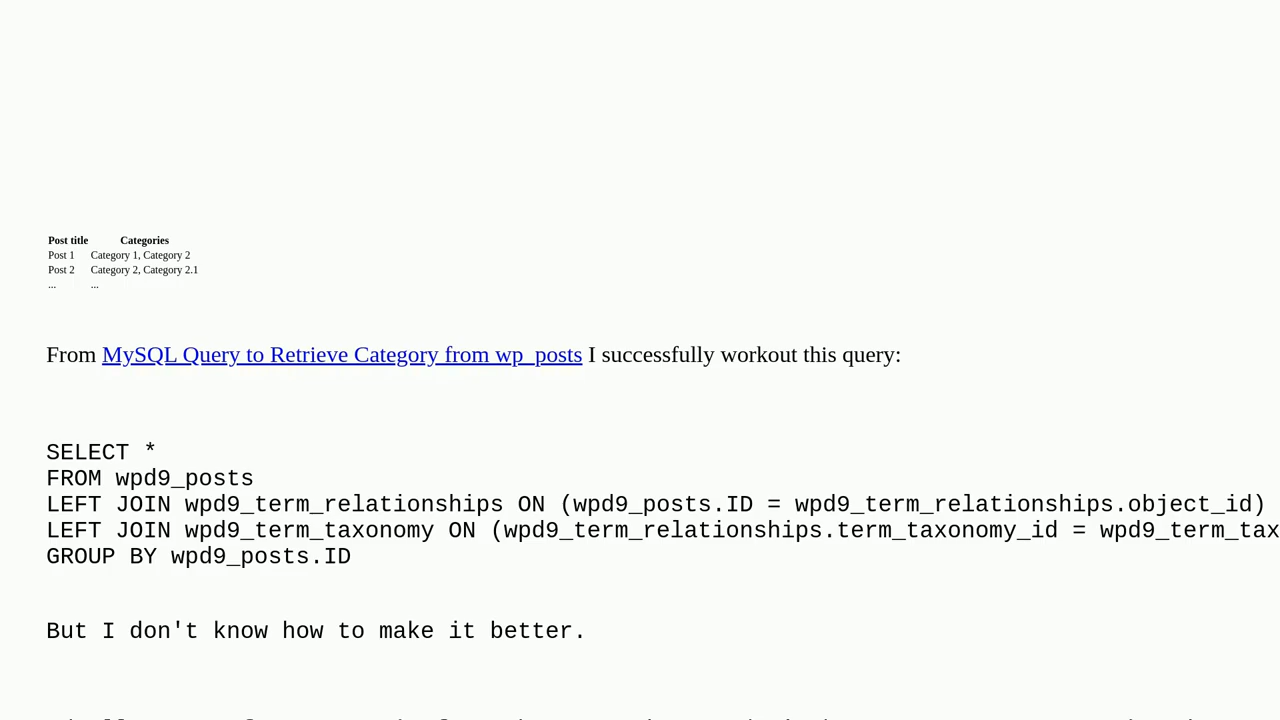 Post title Categories
Post 1 Category 1, Category 2
Post 2 Category 2, Category 2.1
... ...
From MySQL Query to Retrieve Category from wp_posts I successfully workout this query:
SELECT *
FROM wpd9_posts
LEFT JOIN wpd9_term_relationships ON (wpd9_posts.ID = wpd9_term_relationships.object_id)
LEFT JOIN wpd9_term_taxonomy ON (wpd9_term_relationships.term_taxonomy_id = wpd9_term_tax
GROUP BY wpd9_posts.ID
But I don't know how to make it better.